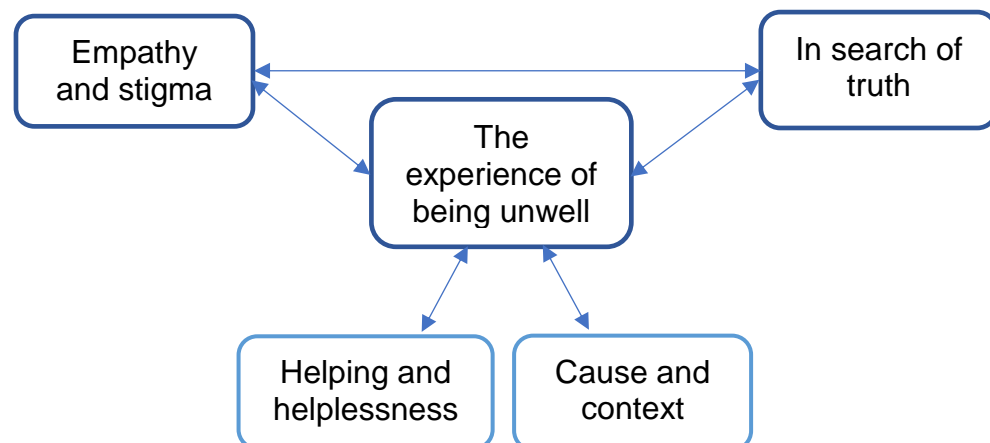 Empathy
and stigma
In search of
truth
The
experience of
being unwell
Helping and
helplessness
Cause and
context